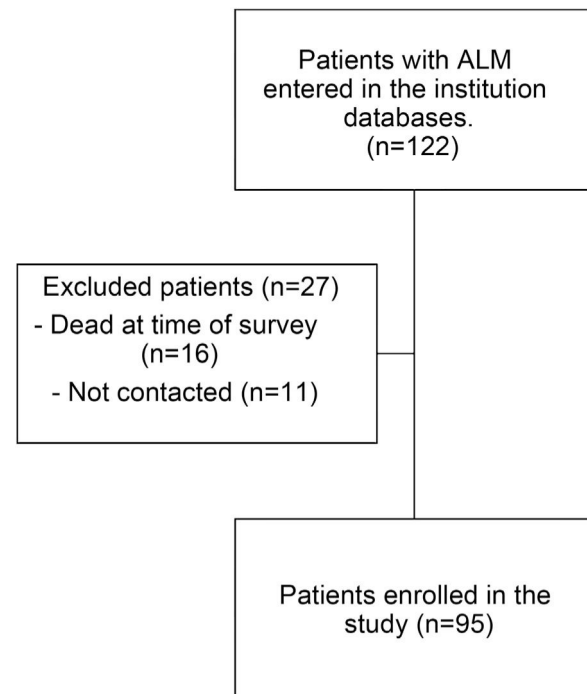 Patients with ALM
entered in the institution
databases.
(n=122)
Excluded patients (n=27)
- Dead at time of survey
(n=16)
- Not contacted (n=11)
Patients enrolled in the
study (n=95)